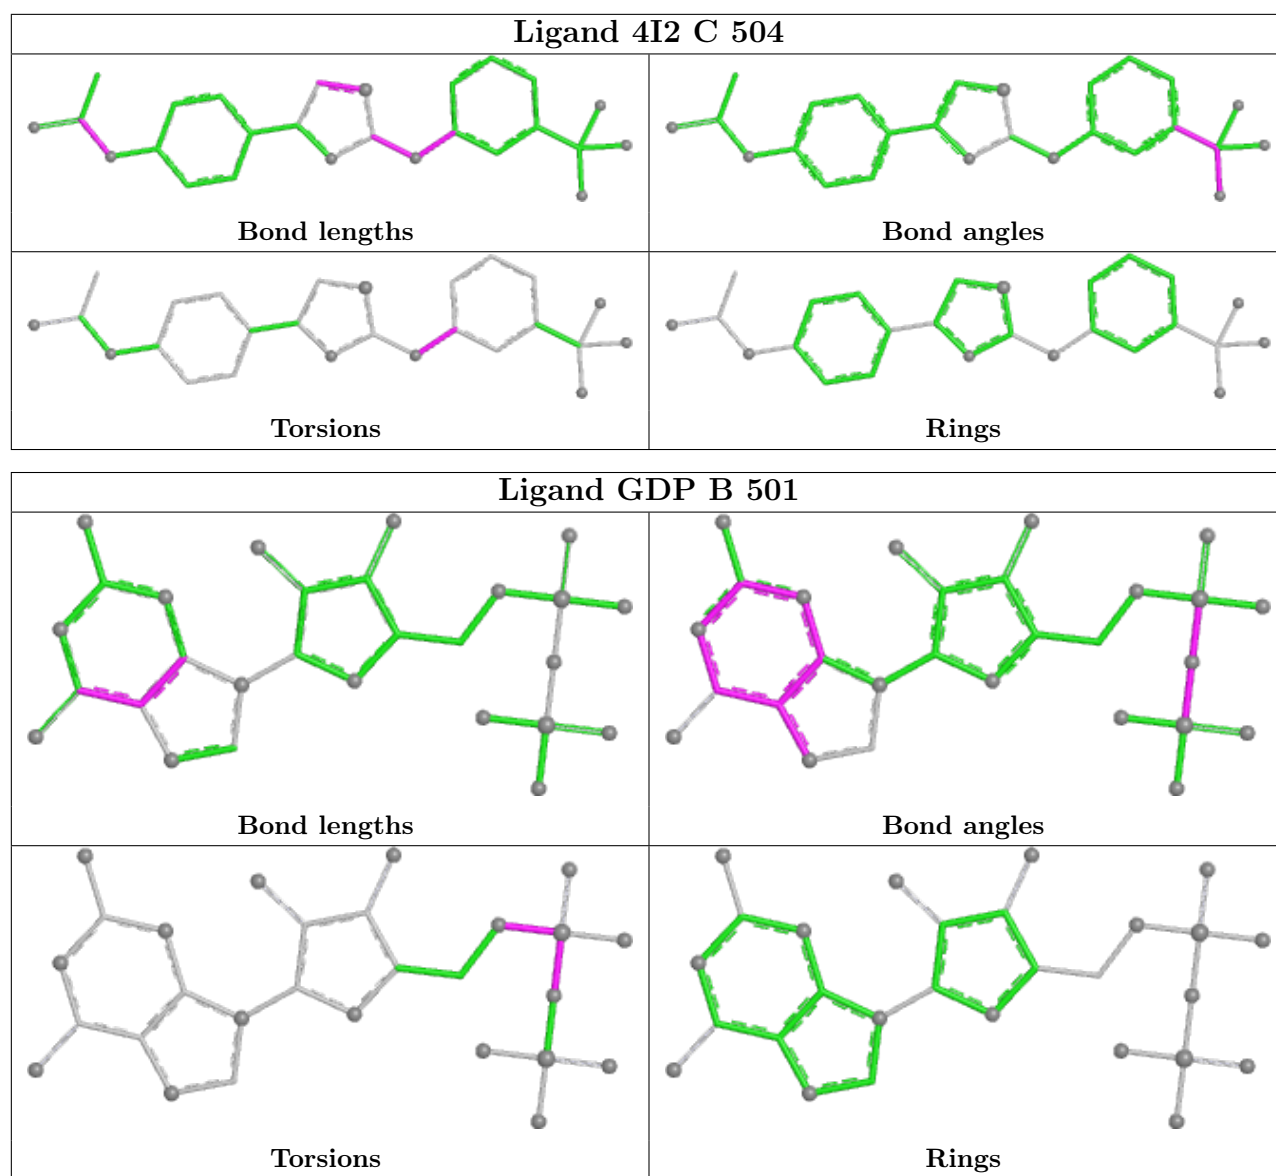 Ligand 4I2 C 504
Bond lengths
Bond angles
Torsions
Rings
Ligand GDP B 501
Bond lengths
Bond angles
Torsions
Rings